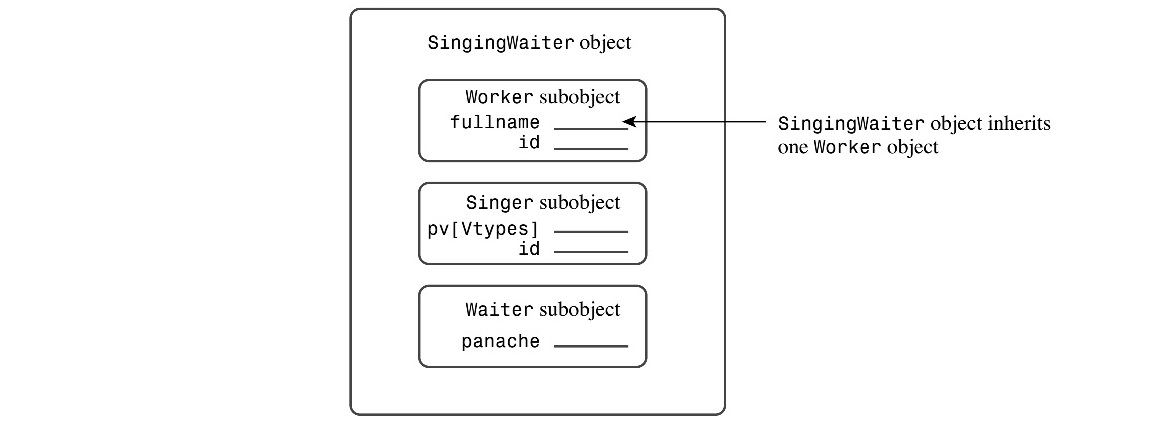 SingingWaiter object
Worker subobject
fullname
id
SingingWaiter object inherits
one Worker object
Singer subobject
pv[Vtypes]
id
Waiter subobject
panache